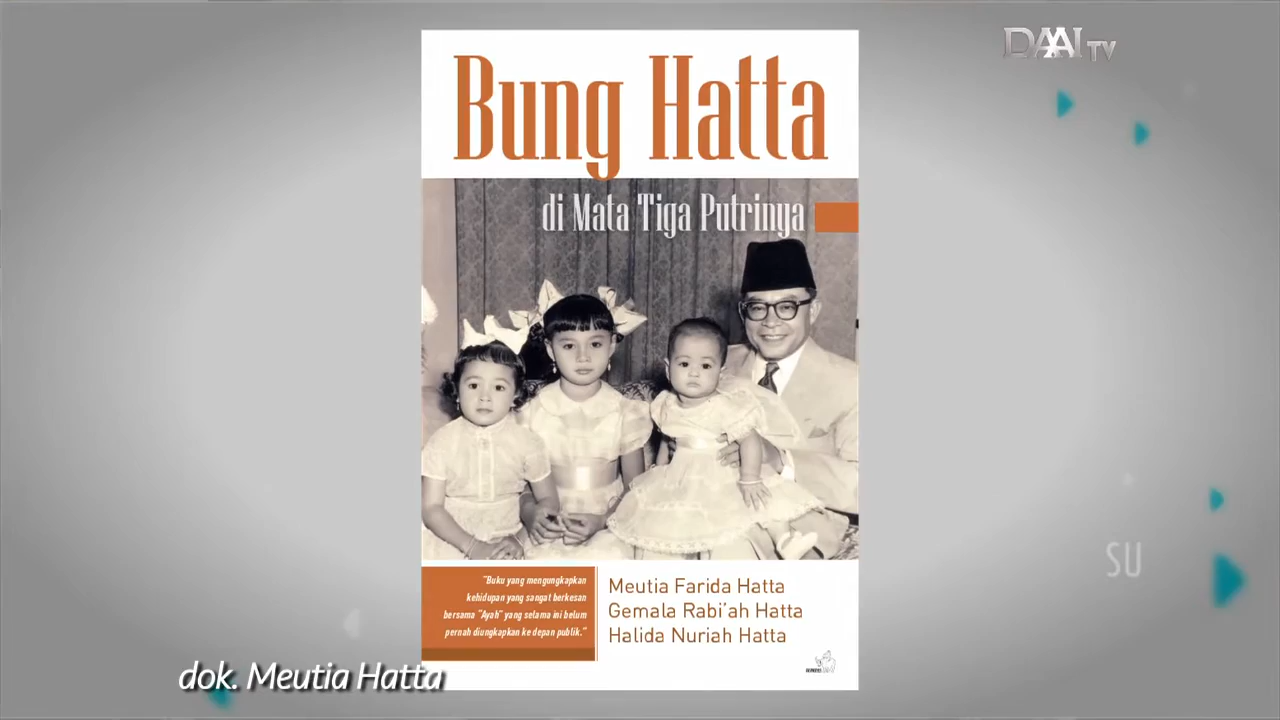 DAAI TV
Bung Hatta
di Mata Tiga Putrinya
"Buku yang mengungkapkan
kehidupan yang sangat berkesan
bersama "Ayah" yang selama ini belum
pernah diungkapkan ke depan publik."
Meutia Farida Hatta
Gemala Rabi'ah Hatta
Halida Nuriah Hatta
SU
dok. Meutia Hatta